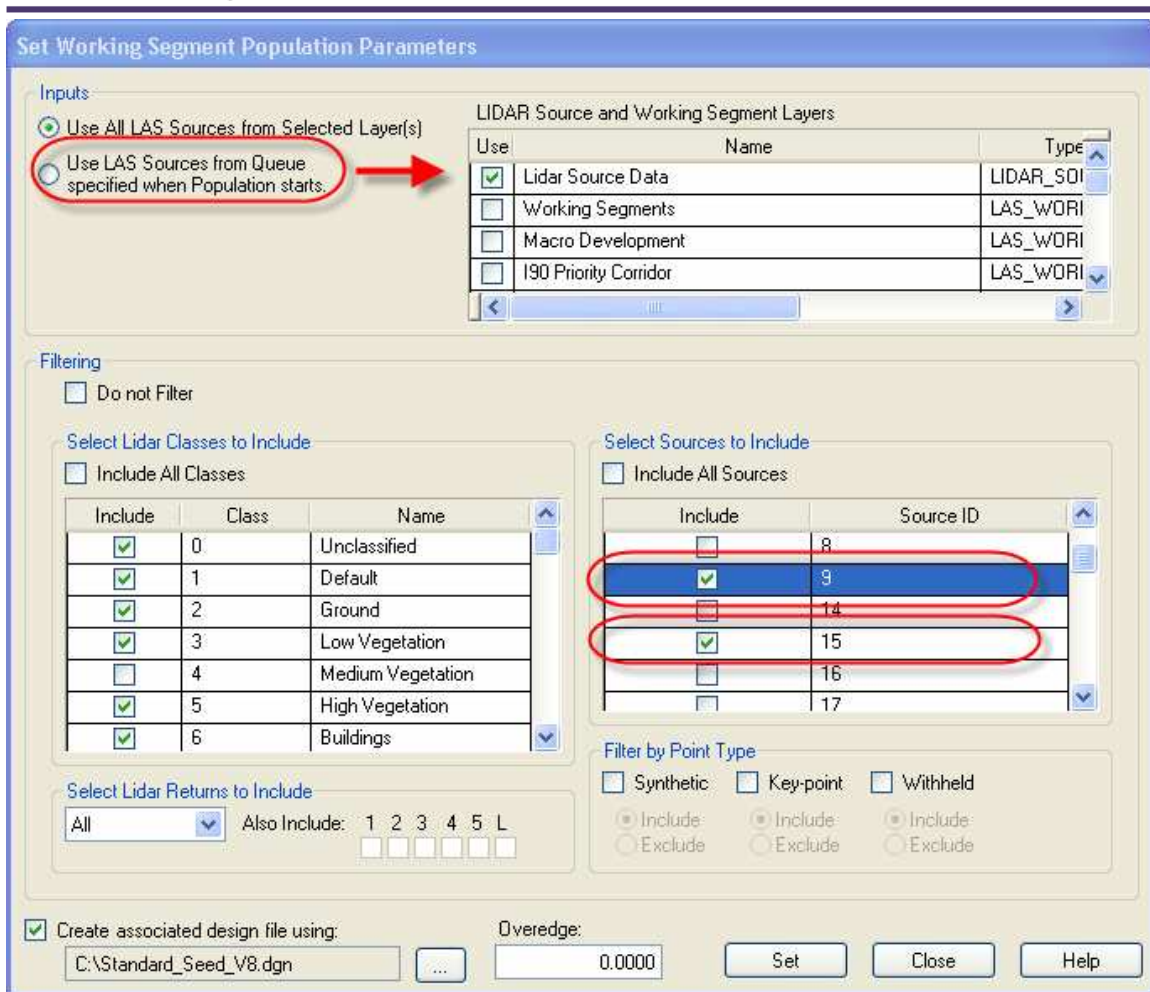 Set Working Segment Population Parameters
Inputs
Use All LAS Sources from Selected Layer(s)
Use LAS Sources from Queue
specified when Population starts.
LIDAR Source and Working Segment Layers
Use Name Type
Lidar Source Data LIDAR_SOU
Working Segments LAS_WORI
Macro Development LAS_WORI
I90 Priority Corridor LAS_WORI
Filtering
Do not Filter
Select Lidar Classes to Include
Include All Classes
Include Class Name
0 Unclassified
1 Default
2 Ground
3 Low Vegetation
4 Medium Vegetation
5 High Vegetation
6 Buildings
Select Sources to Include
Include All Sources
Include Source ID
8
9
14
15
16
17
Select Lidar Returns to Include
All Also Include: 1 2 3 4 5 L
Filter by Point Type
Synthetic Key-point Withheld
Include Include Include
Exclude Exclude Exclude
Create associated design file using:
C:\Standard_Seed_V8.dgn ...
Overedge:
0.0000
Set Close Help